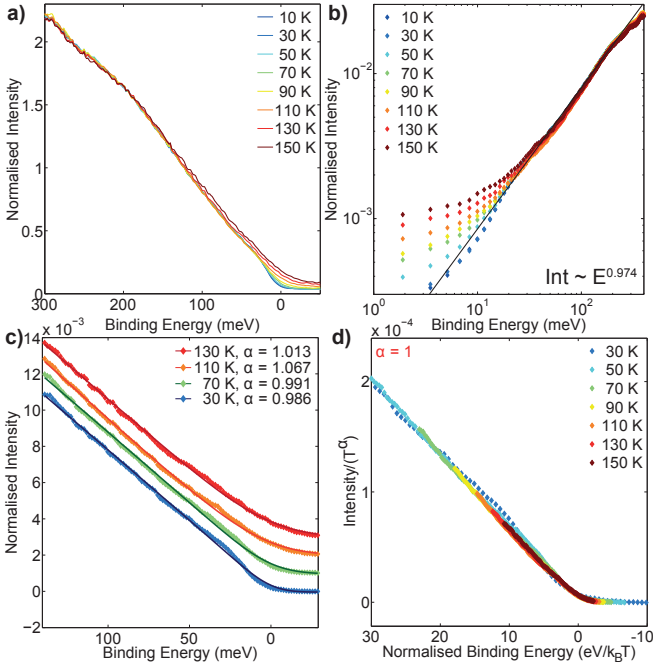 a)
2
1.5
1
0.5
0
300
200
100
0
Normalised Intensity
Binding Energy (meV)
10 K
30 K
50 K
70 K
90 K
110 K
130 K
150 K
b)
10⁻²
10⁻³
10⁰
10¹
10²
Normalised Intensity
Binding Energy (meV)
10 K
30 K
50 K
70 K
90 K
110 K
130 K
150 K
Int ~ E^0.974
c)
x 10⁻³
14
12
10
8
6
4
2
0
−2
100
50
0
Normalised Intensity
Binding Energy (meV)
130 K, α = 1.013
110 K, α = 1.067
70 K, α = 0.991
30 K, α = 0.986
d)
x 10⁻⁴
α = 1
2
1
0
30
20
10
0
-10
Intensity/(T^α)
Normalised Binding Energy (eV/k_BT)
30 K
50 K
70 K
90 K
110 K
130 K
150 K